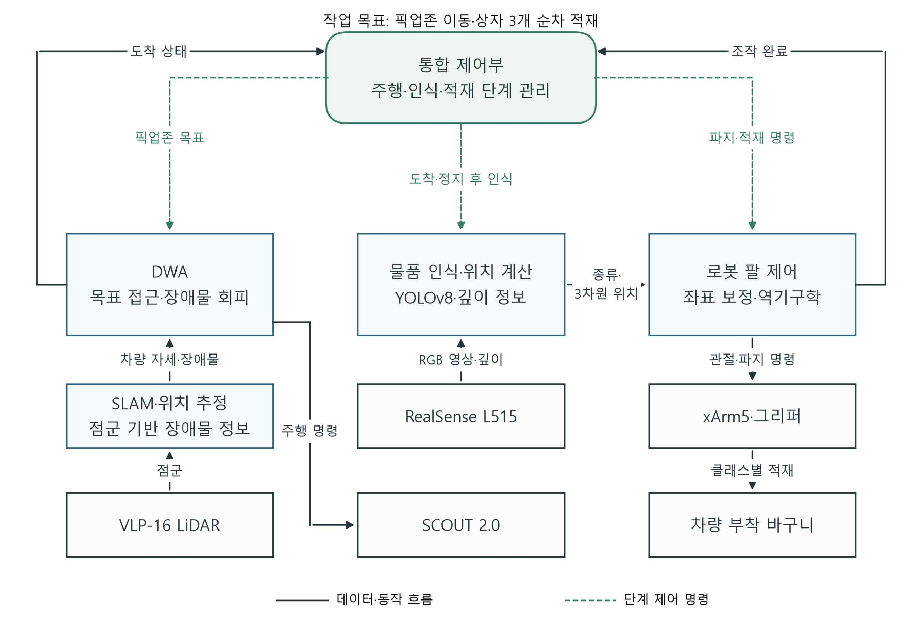 작업 목표: 픽업존 이동·상자 3개 순차 적재
통합 제어부
주행·인식·적재 단계 관리
도착 상태
조작 완료
픽업존 목표
도착·정지 후 인식
파지·적재 명령
DWA
목표 접근·장애물 회피
물품 인식·위치 계산
YOLOv8·깊이 정보
종류·
3차원 위치
로봇 팔 제어
좌표 보정·역기구학
차량 자세·장애물
RGB 영상·깊이
관절·파지 명령
SLAM·위치 추정
점군 기반 장애물 정보
주행 명령
RealSense L515
xArm5·그리퍼
점군
클래스별 적재
VLP-16 LiDAR
SCOUT 2.0
차량 부착 바구니
데이터·동작 흐름
단계 제어 명령